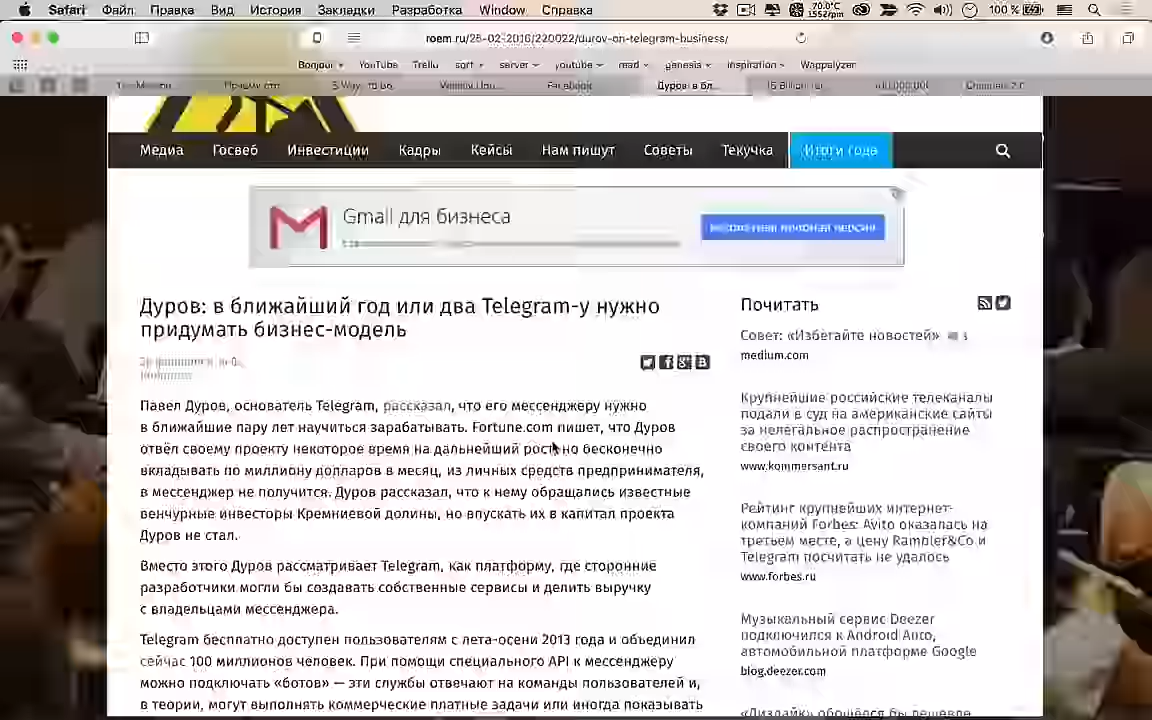 Safari Файл Правка Вид История Закладки Разработка Window Справка
70.0°C 100 %
1552rpm
roem.ru/26-02-2016/220022/durov-on-telegram-business/
Bonjour YouTube Trello sort server youtube read genesis inspiration Wappalyzer
Facebook Дуров: в бл...
Медиа Госвеб Инвестиции Кадры Кейсы Нам пишут Советы Текучка Итоги года
Gmail для бизнеса
Дуров: в ближайший год или два Telegram-у нужно
придумать бизнес-модель
Павел Дуров, основатель Telegram, рассказал, что его мессенджеру нужно
в ближайшие пару лет научиться зарабатывать. Fortune.com пишет, что Дуров
отвёл своему проекту некоторое время на дальнейший рост, но бесконечно
вкладывать по миллиону долларов в месяц, из личных средств предпринимателя,
в мессенджер не получится. Дуров рассказал, что к нему обращались известные
венчурные инвесторы Кремниевой долины, но впускать их в капитал проекта
Дуров не стал.
Вместо этого Дуров рассматривает Telegram, как платформу, где сторонние
разработчики могли бы создавать собственные сервисы и делить выручку
с владельцами мессенджера.
Telegram бесплатно доступен пользователям с лета-осени 2013 года и объединил
сейчас 100 миллионов человек. При помощи специального API к мессенджеру
можно подключать «ботов» — эти службы отвечают на команды пользователей и,
в теории, могут выполнять коммерческие платные задачи или иногда показывать
Почитать
Совет: «Избегайте новостей»
medium.com
Крупнейшие российские телеканалы
подали в суд на американские сайты
за нелегальное распространение
своего контента
www.kommersant.ru
Рейтинг крупнейших интернет-
компаний Forbes: Avito оказалась на
третьем месте, а цену Rambler&Co и
Telegram посчитать не удалось
www.forbes.ru
Музыкальный сервис Deezer
подключился к Android Auto,
автомобильной платформе Google
blog.deezer.com
«Дизлайк» обошёлся бы дешевле